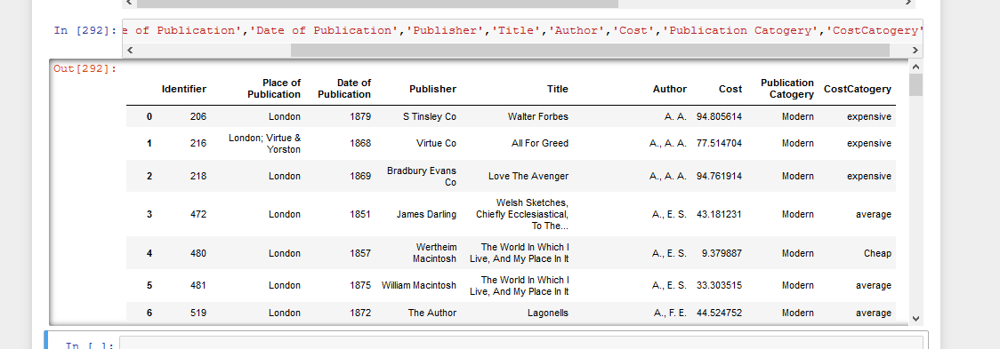 In [292]: e of Publication','Date of Publication','Publisher','Title','Author','Cost','Publication Catogery','CostCatogery'
Out[292]:
Identifier Place of Publication Date of Publication Publisher Title Author Cost Publication Catogery CostCatogery
0 206 London 1879 S Tinsley Co Walter Forbes A. A. 94.805614 Modern expensive
1 216 London; Virtue & Yorston 1868 Virtue Co All For Greed A., A. A. 77.514704 Modern expensive
2 218 London 1869 Bradbury Evans Co Love The Avenger A., A. A. 94.761914 Modern expensive
3 472 London 1851 James Darling Welsh Sketches, Chiefly Ecclesiastical, To The... A., E. S. 43.181231 Modern average
4 480 London 1857 Wertheim Macintosh The World In Which I Live, And My Place In It A., E. S. 9.379887 Modern Cheap
5 481 London 1875 William Macintosh The World In Which I Live, And My Place In It A., E. S. 33.303515 Modern average
6 519 London 1872 The Author Lagonells A., F. E. 44.524752 Modern average
In [ ]: